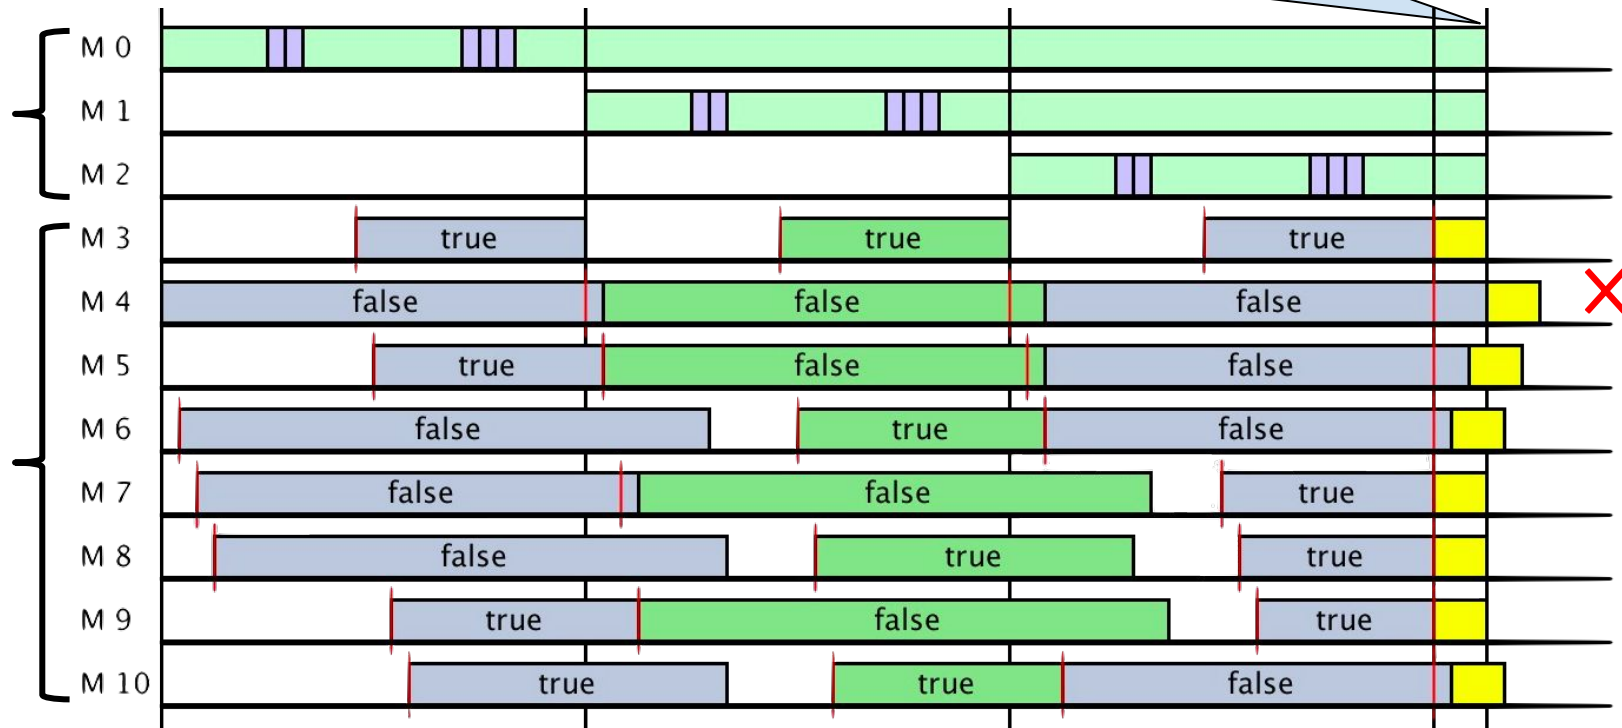 M 0
M 1
M 2
M 3 true true true
M 4 false false false
M 5 true false false
M 6 false true false
M 7 false false true
M 8 false true true
M 9 true false true
M 10 true true false